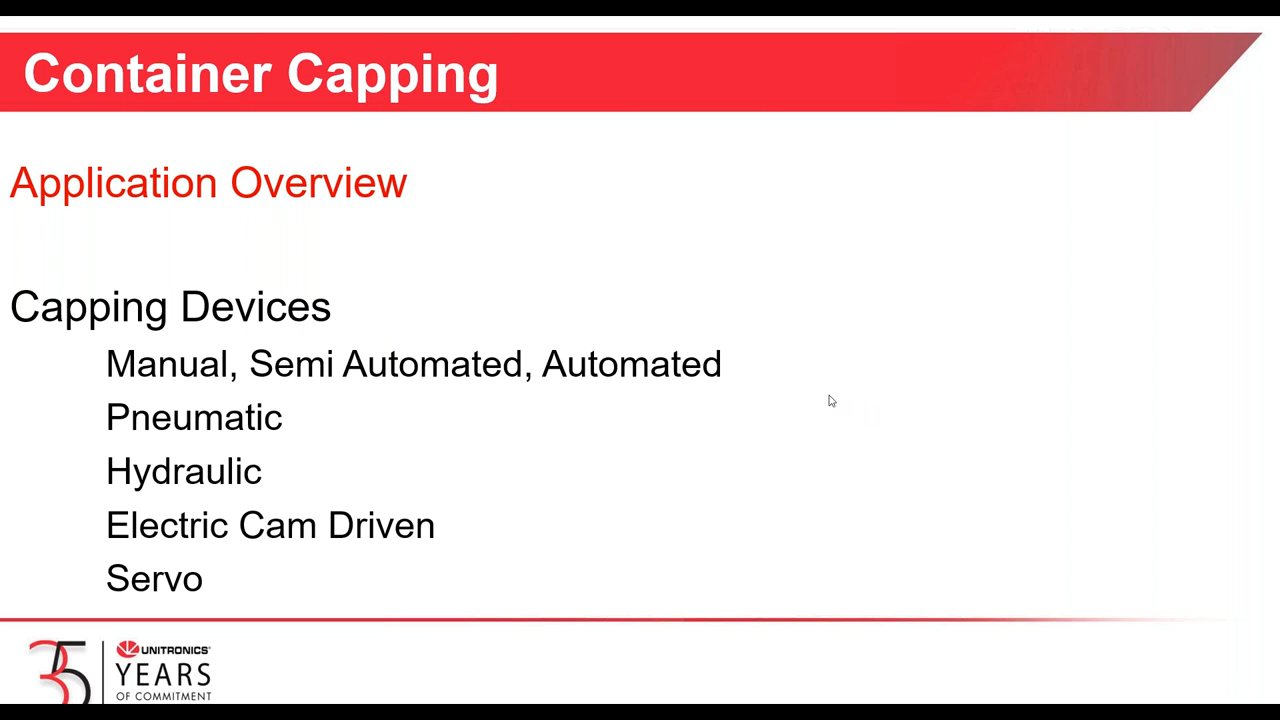 Container Capping
Application Overview
Capping Devices
Manual, Semi Automated, Automated
Pneumatic
Hydraulic
Electric Cam Driven
Servo
35
UNITRONICS®
YEARS
OF COMMITMENT